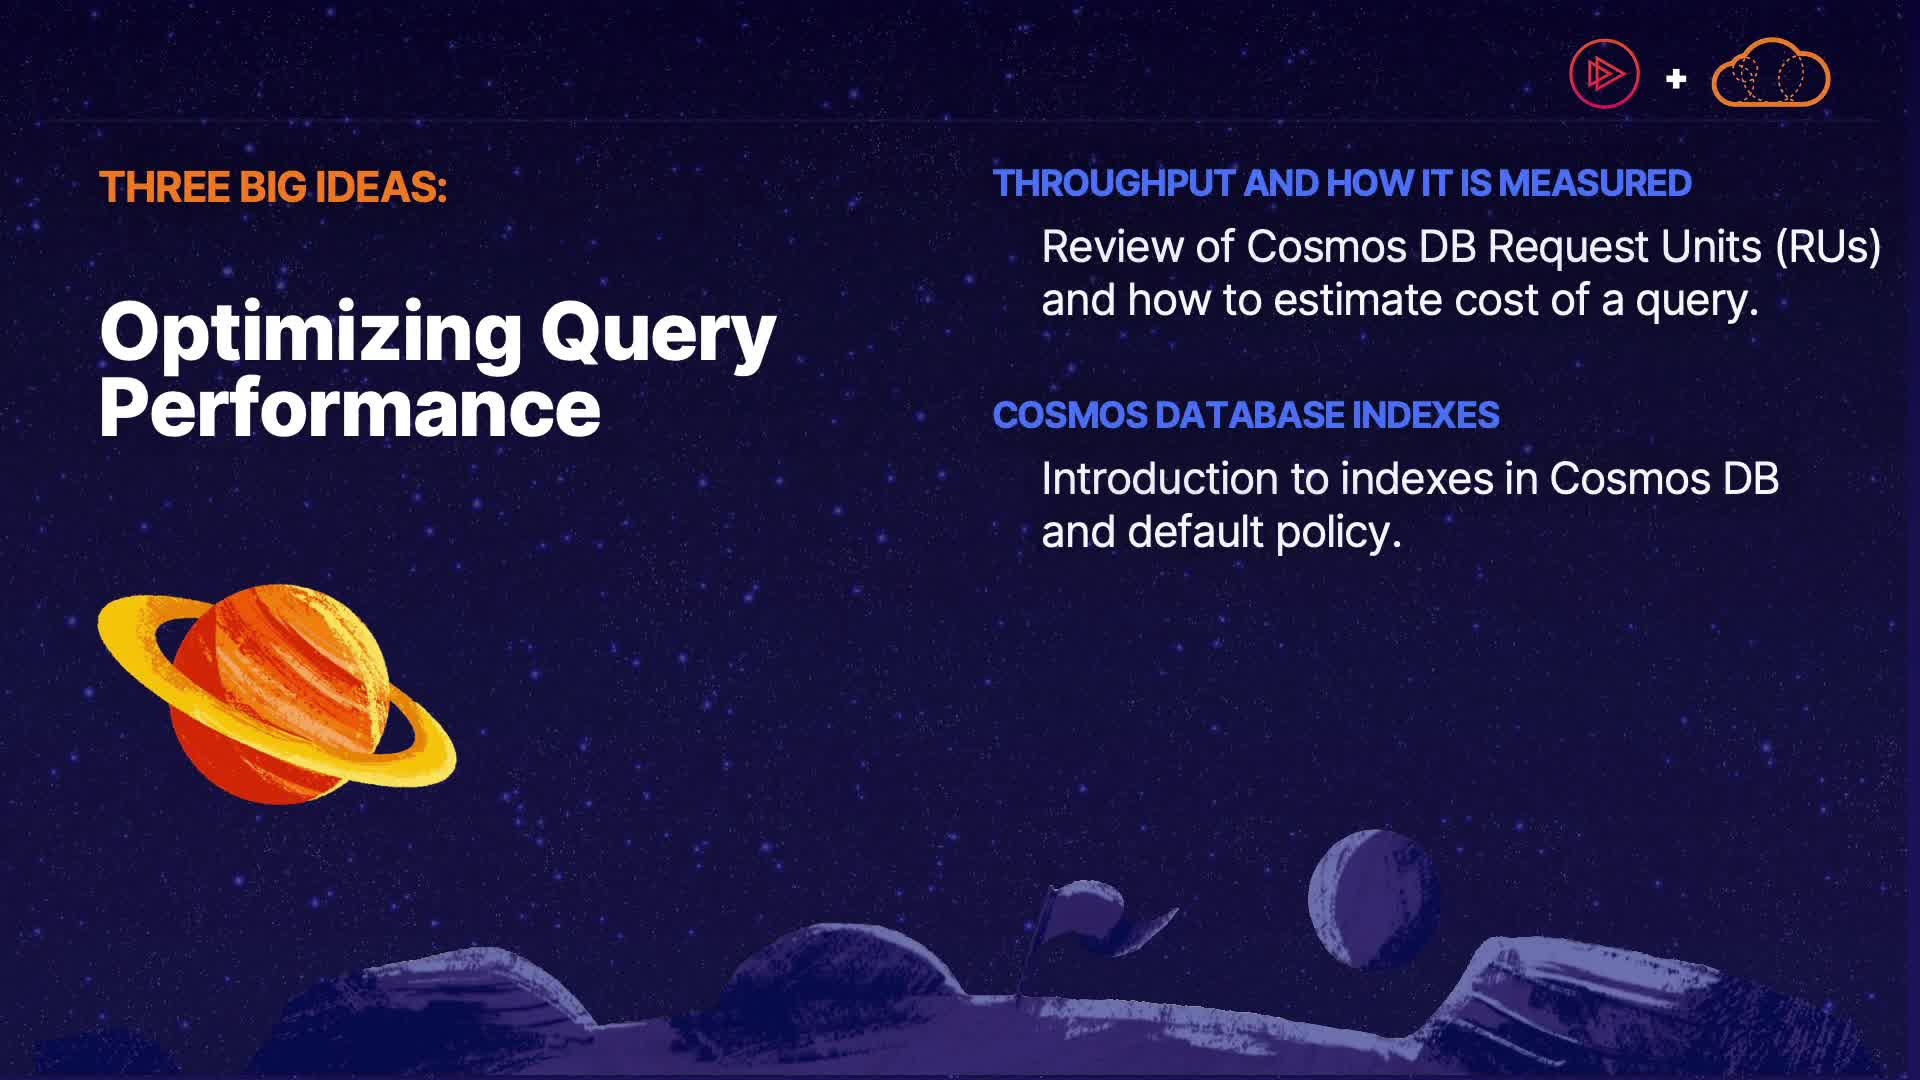 THREE BIG IDEAS:
Optimizing Query
Performance
THROUGHPUT AND HOW IT IS MEASURED
Review of Cosmos DB Request Units (RUs)
and how to estimate cost of a query.
COSMOS DATABASE INDEXES
Introduction to indexes in Cosmos DB
and default policy.